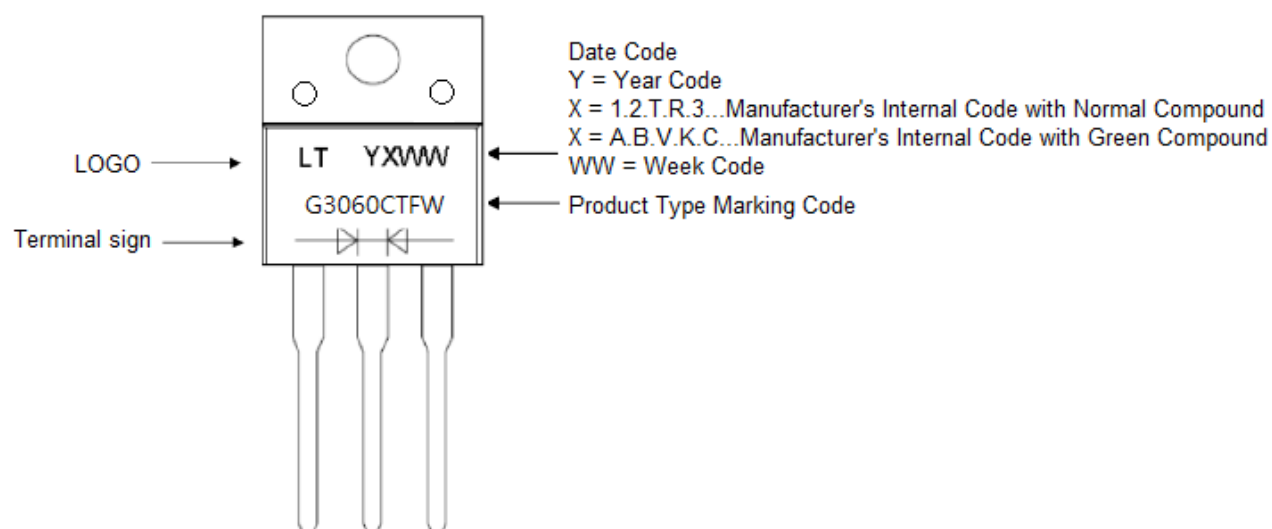 Date Code
Y = Year Code
X = 1.2.T.R.3...Manufacturer's Internal Code with Normal Compound
X = A.B.V.K.C...Manufacturer's Internal Code with Green Compound
WW = Week Code
LOGO
LT YXWW
G3060CTFW
Product Type Marking Code
Terminal sign